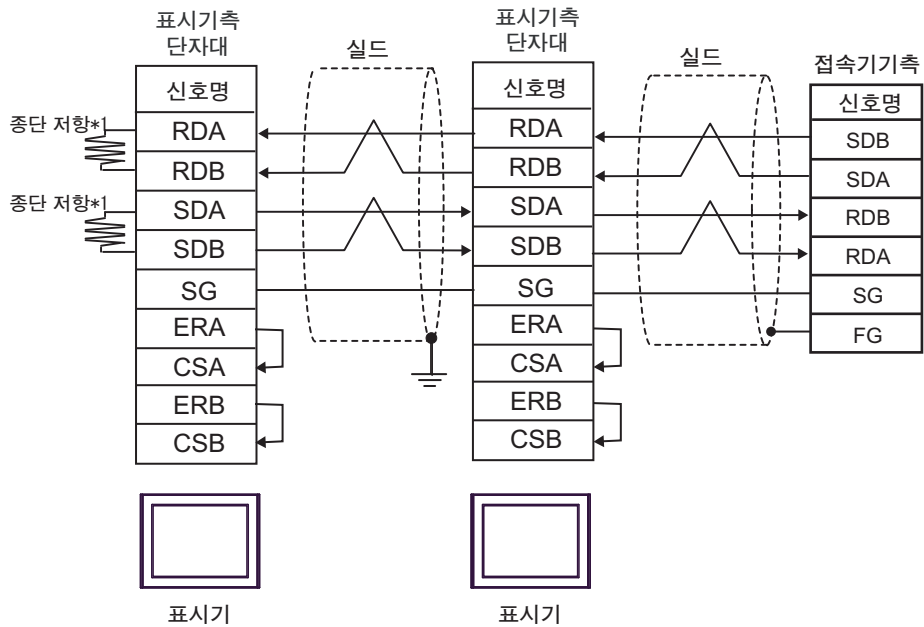 표시기측
단자대
신호명
RDA
RDB
SDA
SDB
SG
ERA
CSA
ERB
CSB
종단 저항*1
종단 저항*1
실드
표시기
표시기측
단자대
신호명
RDA
RDB
SDA
SDB
SG
ERA
CSA
ERB
CSB
실드
표시기
접속기기측
신호명
SDB
SDA
RDB
RDA
SG
FG